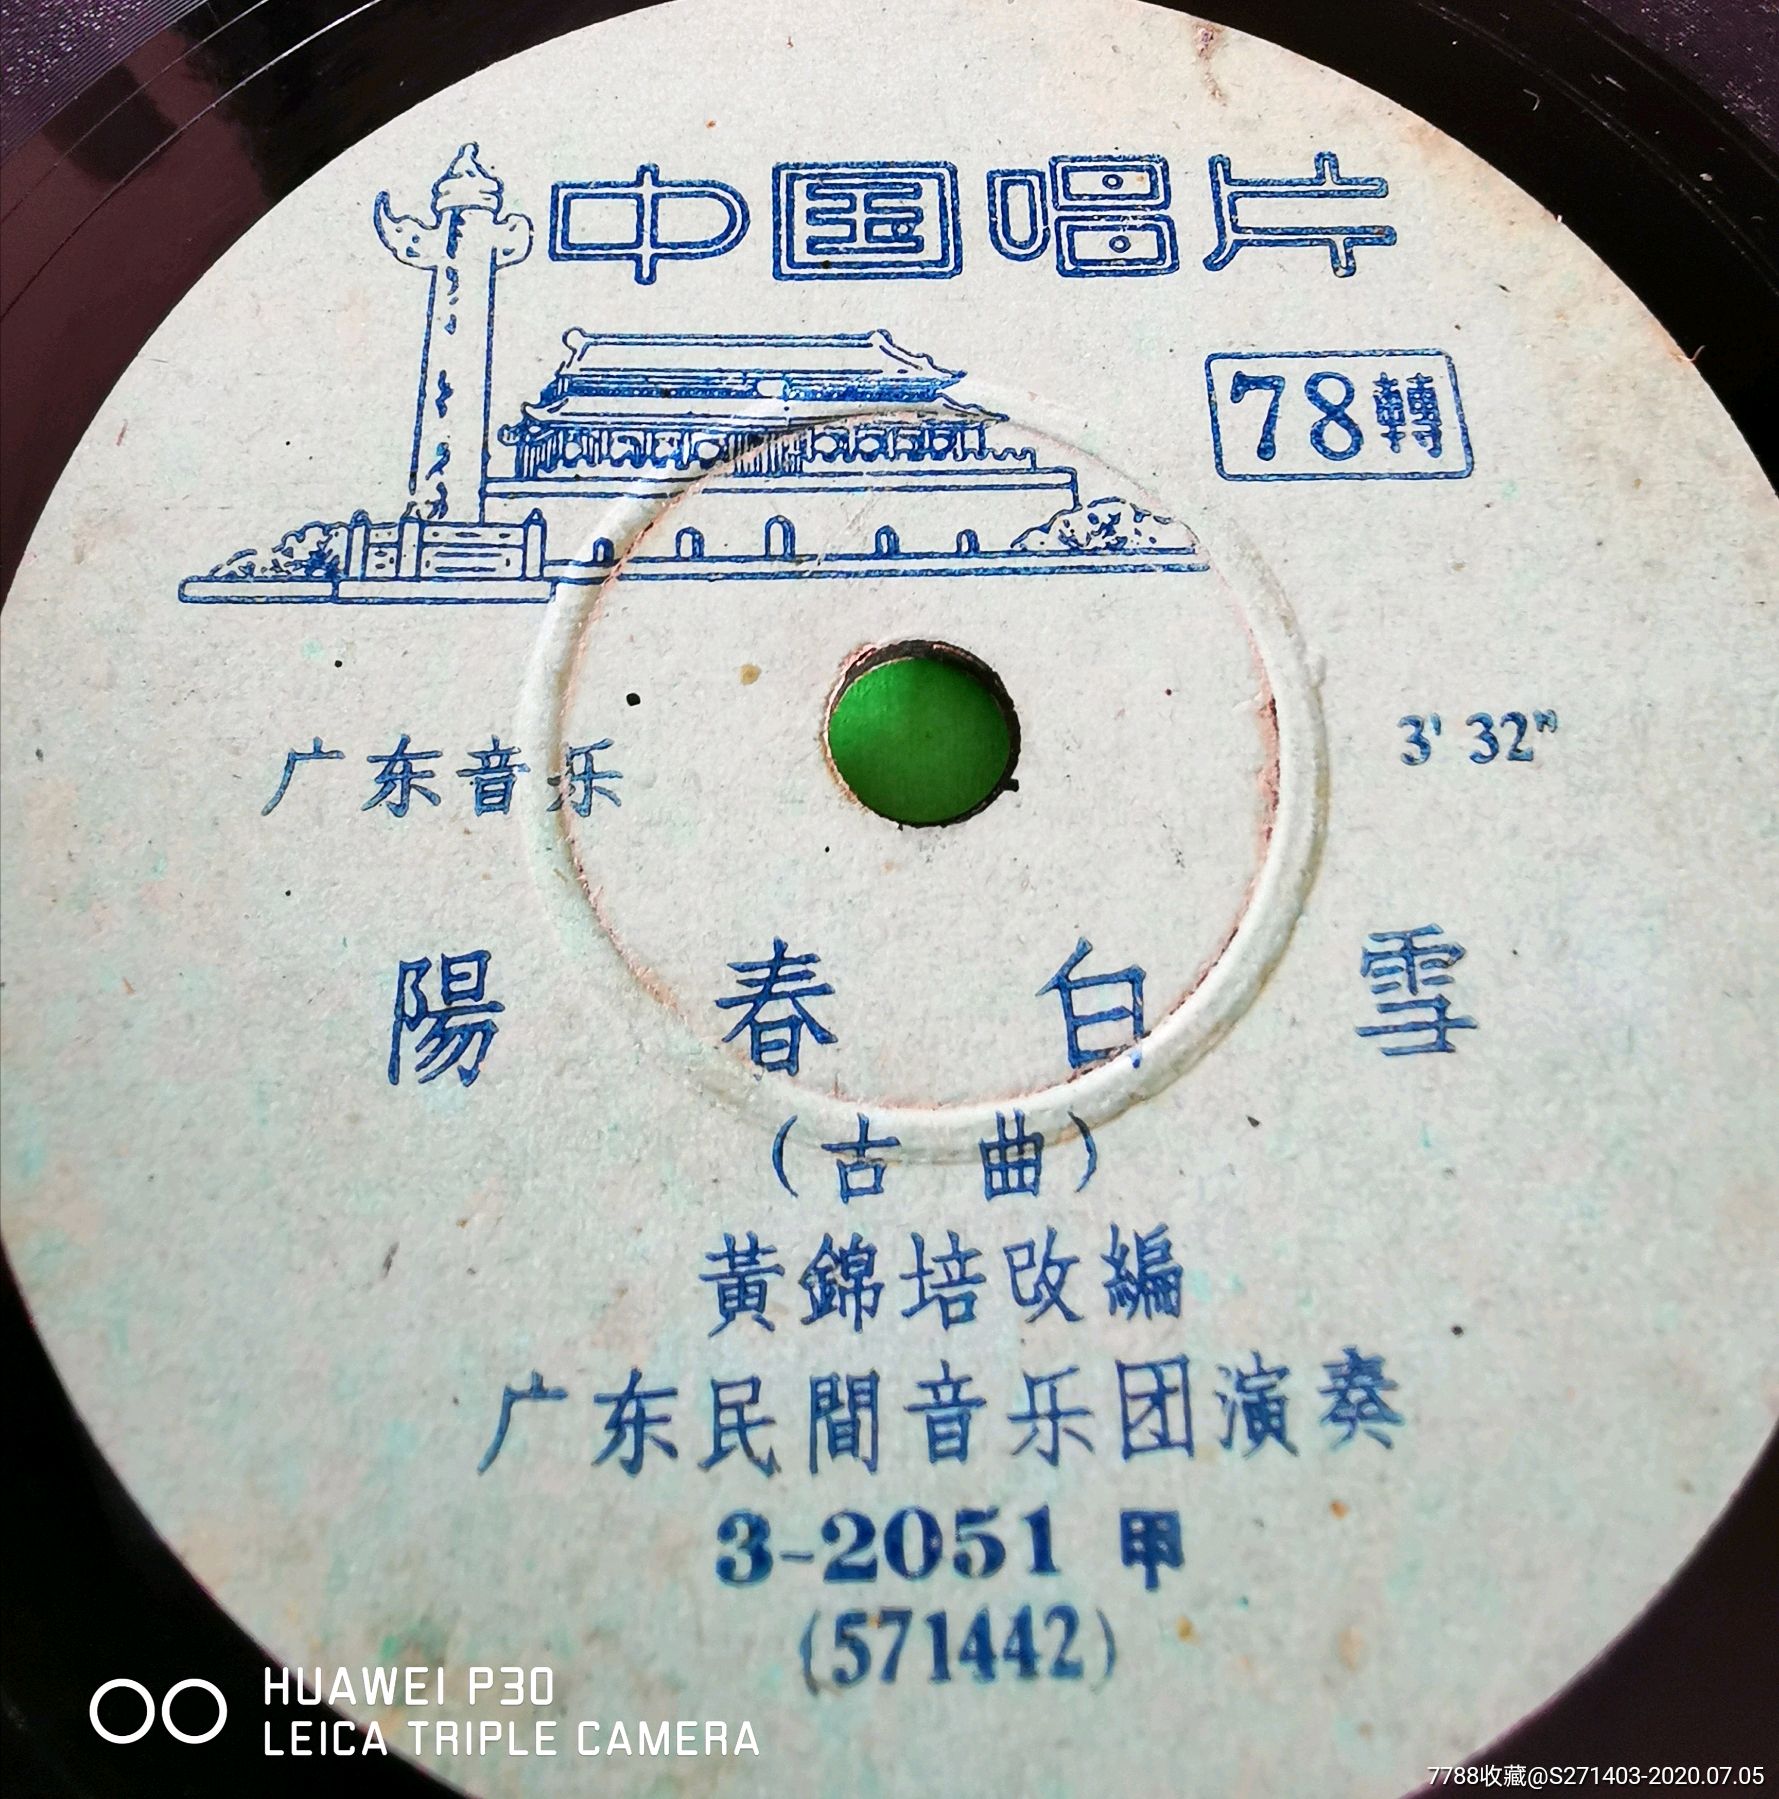 中国唱片
78轉
广东音乐
3' 32"
陽春白雪
(古曲)
黃錦培改編
广东民間音乐团演奏
3-2051 甲
(571442)
HUAWEI P30
LEICA TRIPLE CAMERA
7788收藏@S271403-2020.07.05